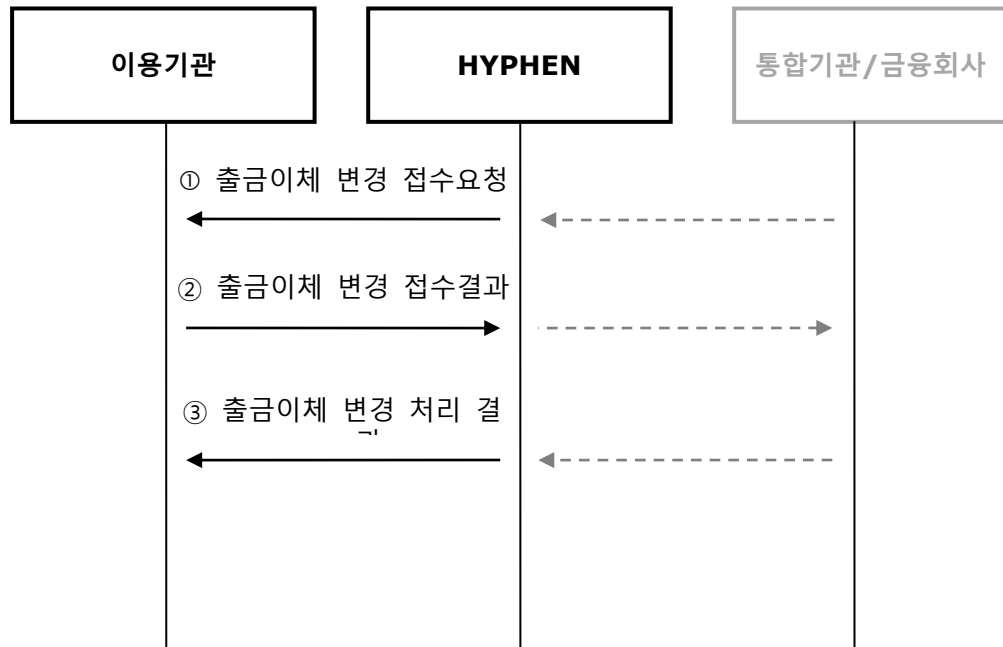 이용기관
HYPHEN
통합기관/금융회사
① 출금이체 변경 접수요청
② 출금이체 변경 접수결과
③ 출금이체 변경 처리 결